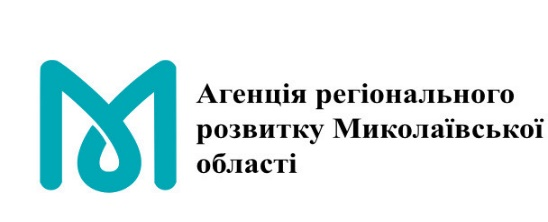 Агенція регіонального
розвитку Миколаївської
області